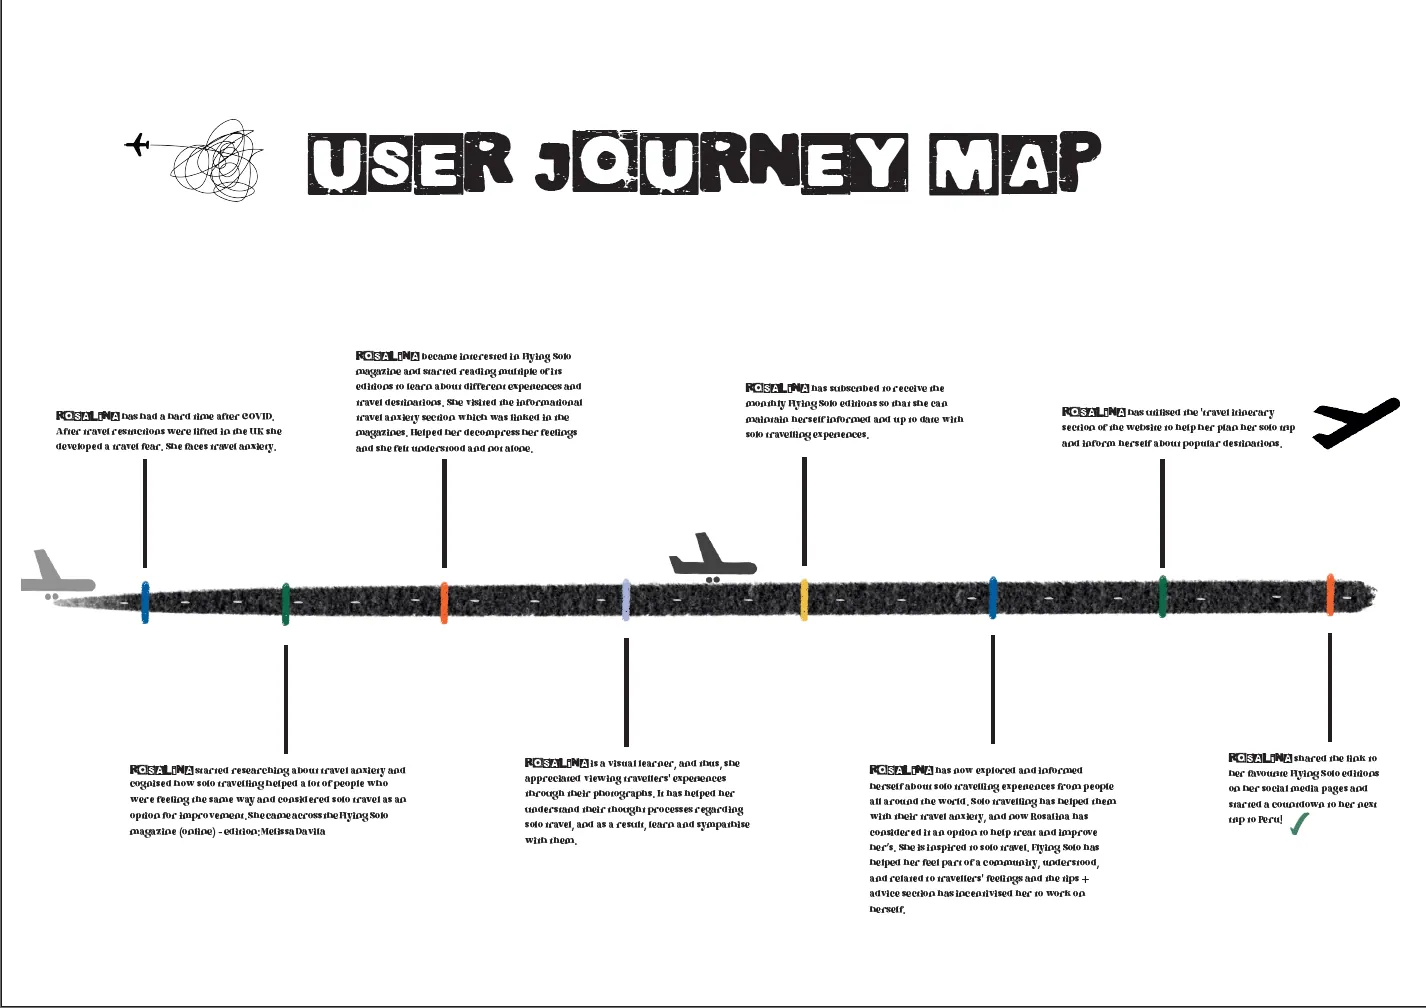 USER JOURNEY MAP
ROSALINA has had a hard time after COVID.
After travel restrictions were lifted in the UK she
developed a travel fear. She faces travel anxiety.
ROSALINA started researching about travel anxiety and
cognised how solo travelling helped a lot of people who
were feeling the same way and considered solo travel as an
option for improvement. She came across the Flying Solo
magazine (online) - edition: Melissa Davila
ROSALINA became interested in Flying Solo
magazine and started reading multiple of its
editions to learn about different experiences and
travel destinations. She visited the informational
travel anxiety section which was linked in the
magazines. Helped her decompress her feelings
and she felt understood and not alone.
ROSALINA is a visual learner, and thus, she
appreciated viewing travellers' experiences
through their photographs. It has helped her
understand their thought processes regarding
solo travel, and as a result, learn and sympathise
with them.
ROSALINA has subscribed to receive the
monthly Flying Solo editions so that she can
maintain herself informed and up to date with
solo travelling experiences.
ROSALINA has now explored and informed
herself about solo travelling experiences from people
all around the world. Solo travelling has helped them
with their travel anxiety, and now Rosalina has
considered it an option to help treat and improve
her's. She is inspired to solo travel. Flying Solo has
helped her feel part of a community, understood,
and related to travellers' feelings and the tips +
advice section has incentivised her to work on
herself.
ROSALINA has utilised the 'travel itinerary
section of the website to help her plan her solo trip
and inform herself about popular destinations.
ROSALINA shared the link to
her favourite Flying Solo editions
on her social media pages and
started a countdown to her next
trip to Peru!